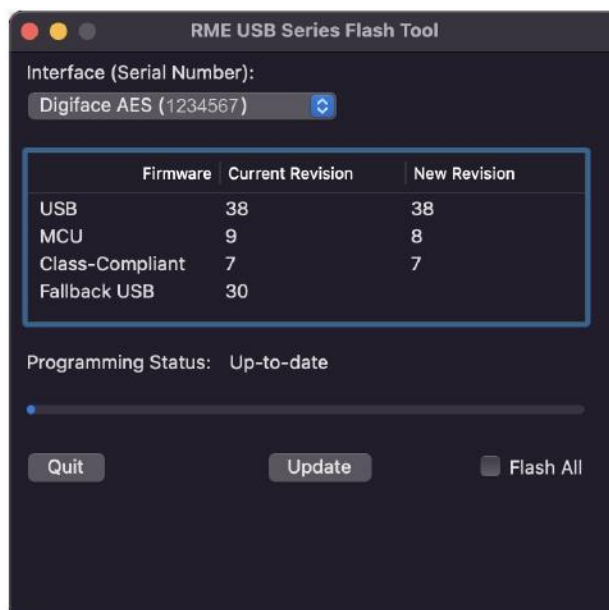 RME USB Series Flash Tool
Interface (Serial Number):
Digiface AES (1234567)
Firmware Current Revision New Revision
USB 38 38
MCU 9 8
Class-Compliant 7 7
Fallback USB 30
Programming Status: Up-to-date
Quit Update Flash All